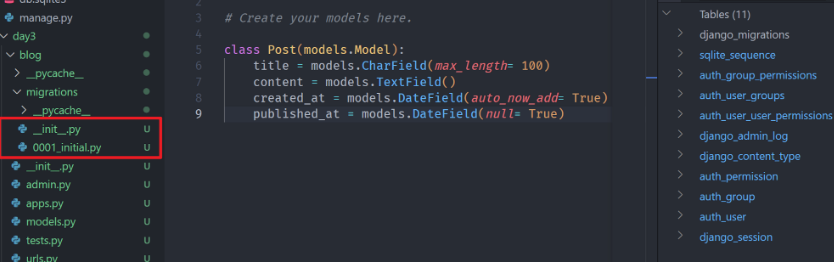 db.sqlite3
manage.py
day3
blog
__pycache__
migrations
__pycache__
__init__.py U
0001_initial.py U
__init__.py U
admin.py U
apps.py U
models.py U
tests.py U
urls.py U
2
3 # Create your models here.
4
5 class Post(models.Model):
6 title = models.CharField(max_length= 100)
7 content = models.TextField()
8 created_at = models.DateField(auto_now_add= True)
9 published_at = models.DateField(null= True)
Tables (11)
django_migrations
sqlite_sequence
auth_group_permissions
auth_user_groups
auth_user_user_permissions
django_admin_log
django_content_type
auth_permission
auth_group
auth_user
django_session